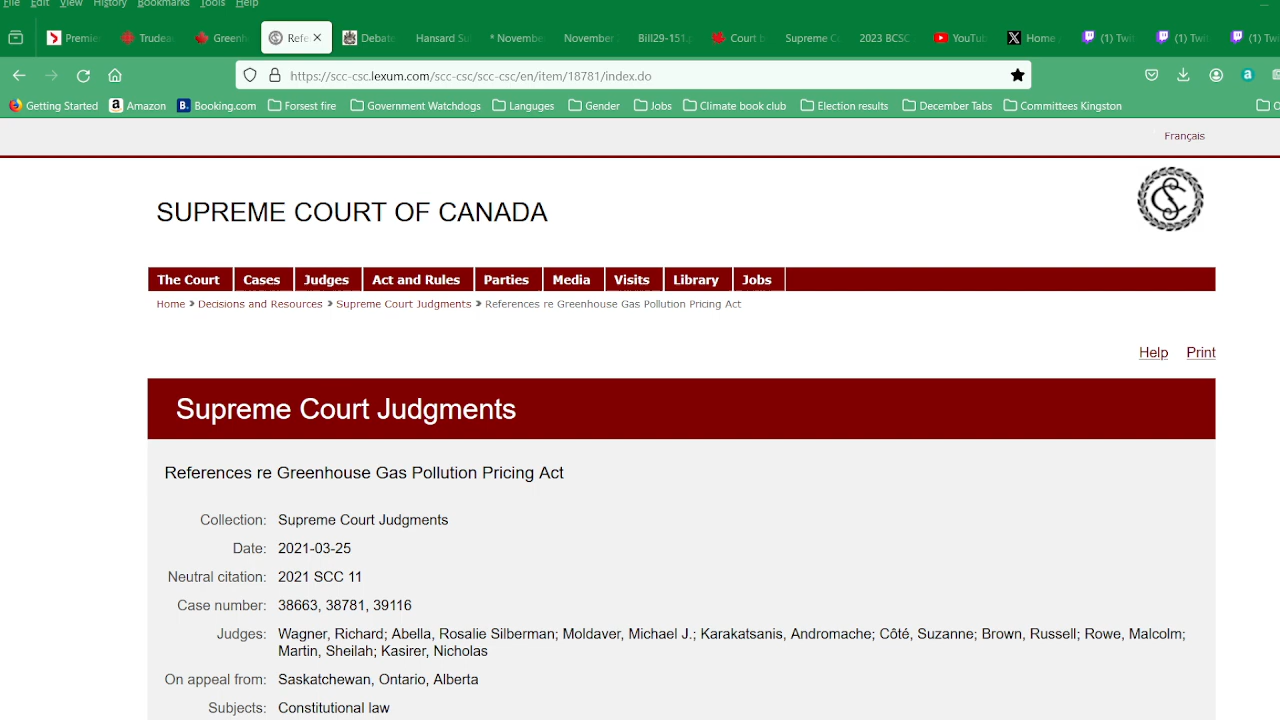 File Edit View History Bookmarks Tools Help
Premie Trudea Greenh Refe Debate Hansard Su * Novembe November Bill29-151. Court b Supreme Co 2023 BCSC YouTub Home (1) Twi (1) Twi (1) Twi
https://scc-csc.lexum.com/scc-csc/scc-csc/en/item/18781/index.do
Getting Started Amazon Booking.com Forsest fire Government Watchdogs Languges Gender Jobs Climate book club Election results December Tabs Committees Kingston
Français
SUPREME COURT OF CANADA
The Court Cases Judges Act and Rules Parties Media Visits Library Jobs
Home > Decisions and Resources > Supreme Court Judgments > References re Greenhouse Gas Pollution Pricing Act
Help Print
Supreme Court Judgments
References re Greenhouse Gas Pollution Pricing Act
Collection: Supreme Court Judgments
Date: 2021-03-25
Neutral citation: 2021 SCC 11
Case number: 38663, 38781, 39116
Judges: Wagner, Richard; Abella, Rosalie Silberman; Moldaver, Michael J.; Karakatsanis, Andromache; Côté, Suzanne; Brown, Russell; Rowe, Malcolm;
Martin, Sheilah; Kasirer, Nicholas
On appeal from: Saskatchewan, Ontario, Alberta
Subjects: Constitutional law